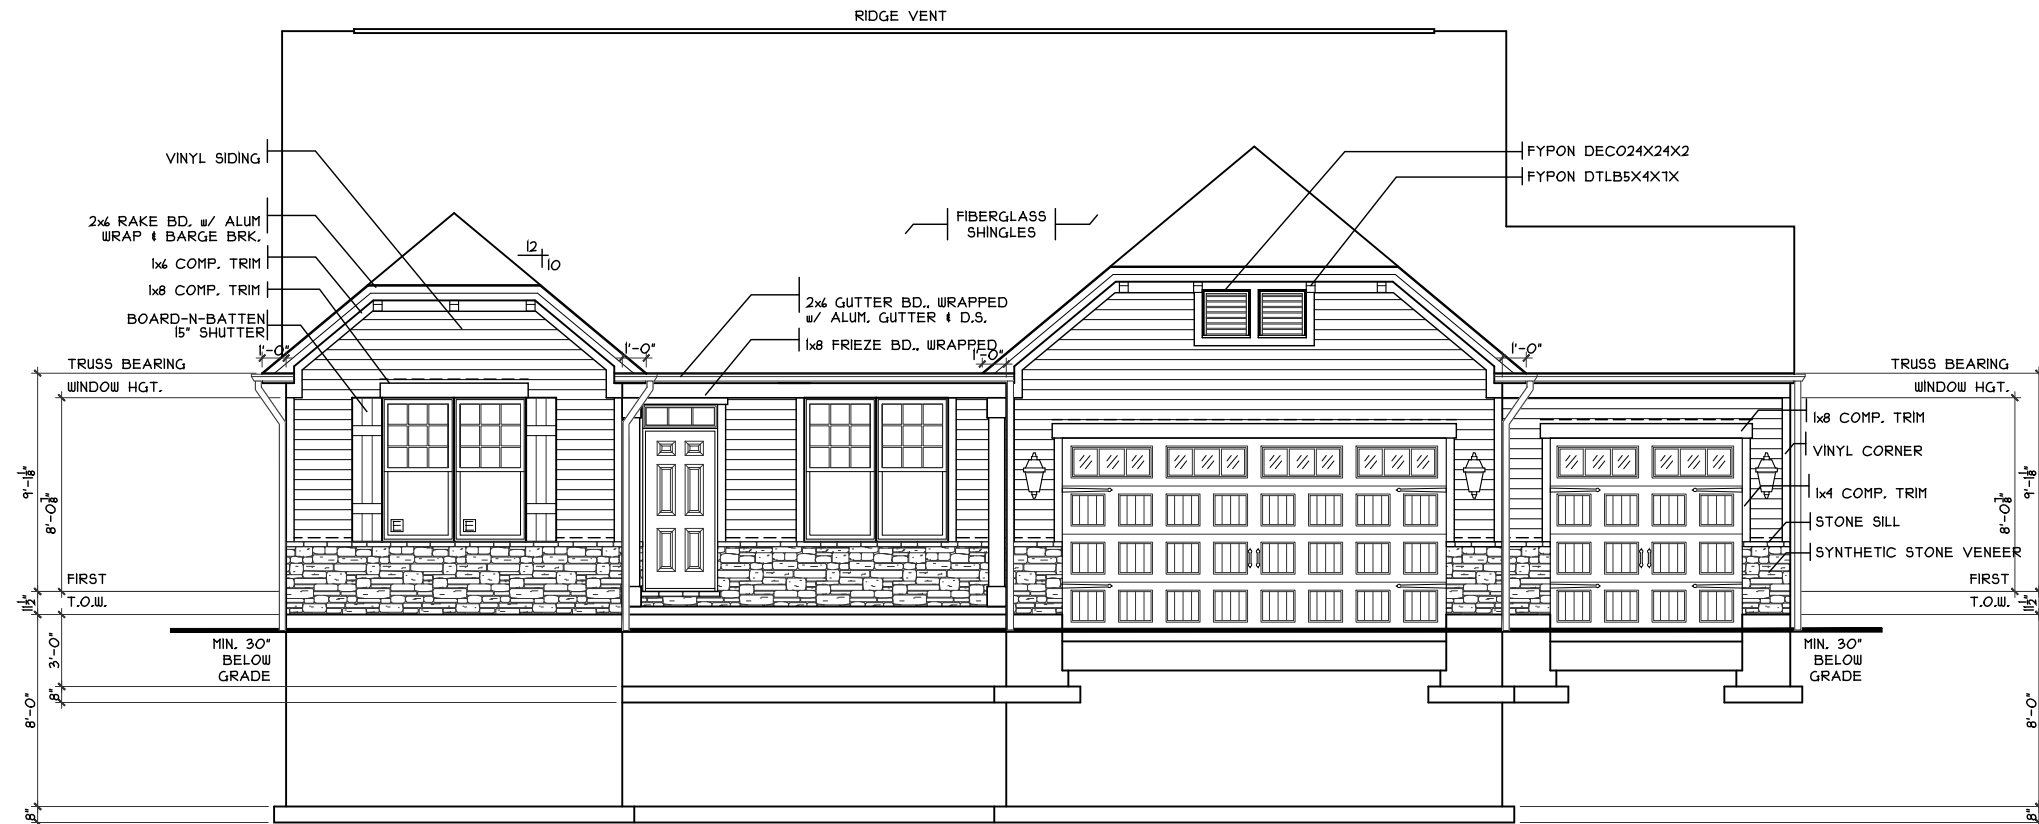 RIDGE VENT
VINYL SIDING
2x6 RAKE BD. w/ ALUM
WRAP & BARGE BRK.
1x6 COMP. TRIM
1x8 COMP. TRIM
BOARD-N-BATTEN
15" SHUTTER
1'-0"
TRUSS BEARING
WINDOW HGT.
9'-1 1/8"
8'-0 7/8"
FIRST
T.O.W.
11 1/2"
MIN. 30"
BELOW
GRADE
3'-0"
8"
8'-0"
8"
12
10
FIBERGLASS
SHINGLES
2x6 GUTTER BD., WRAPPED
w/ ALUM. GUTTER & D.S.
1x8 FRIEZE BD., WRAPPED
1'-0"
1'-0"
1'-0"
E
E
FYPON DECO24X24X2
FYPON DTLB5X4X7X
TRUSS BEARING
WINDOW HGT.
1x8 COMP. TRIM
VINYL CORNER
1x4 COMP. TRIM
STONE SILL
SYNTHETIC STONE VENEER
9'-1 1/8"
8'-0 7/8"
FIRST
T.O.W.
11 1/2"
MIN. 30"
BELOW
GRADE
8'-0"
8"